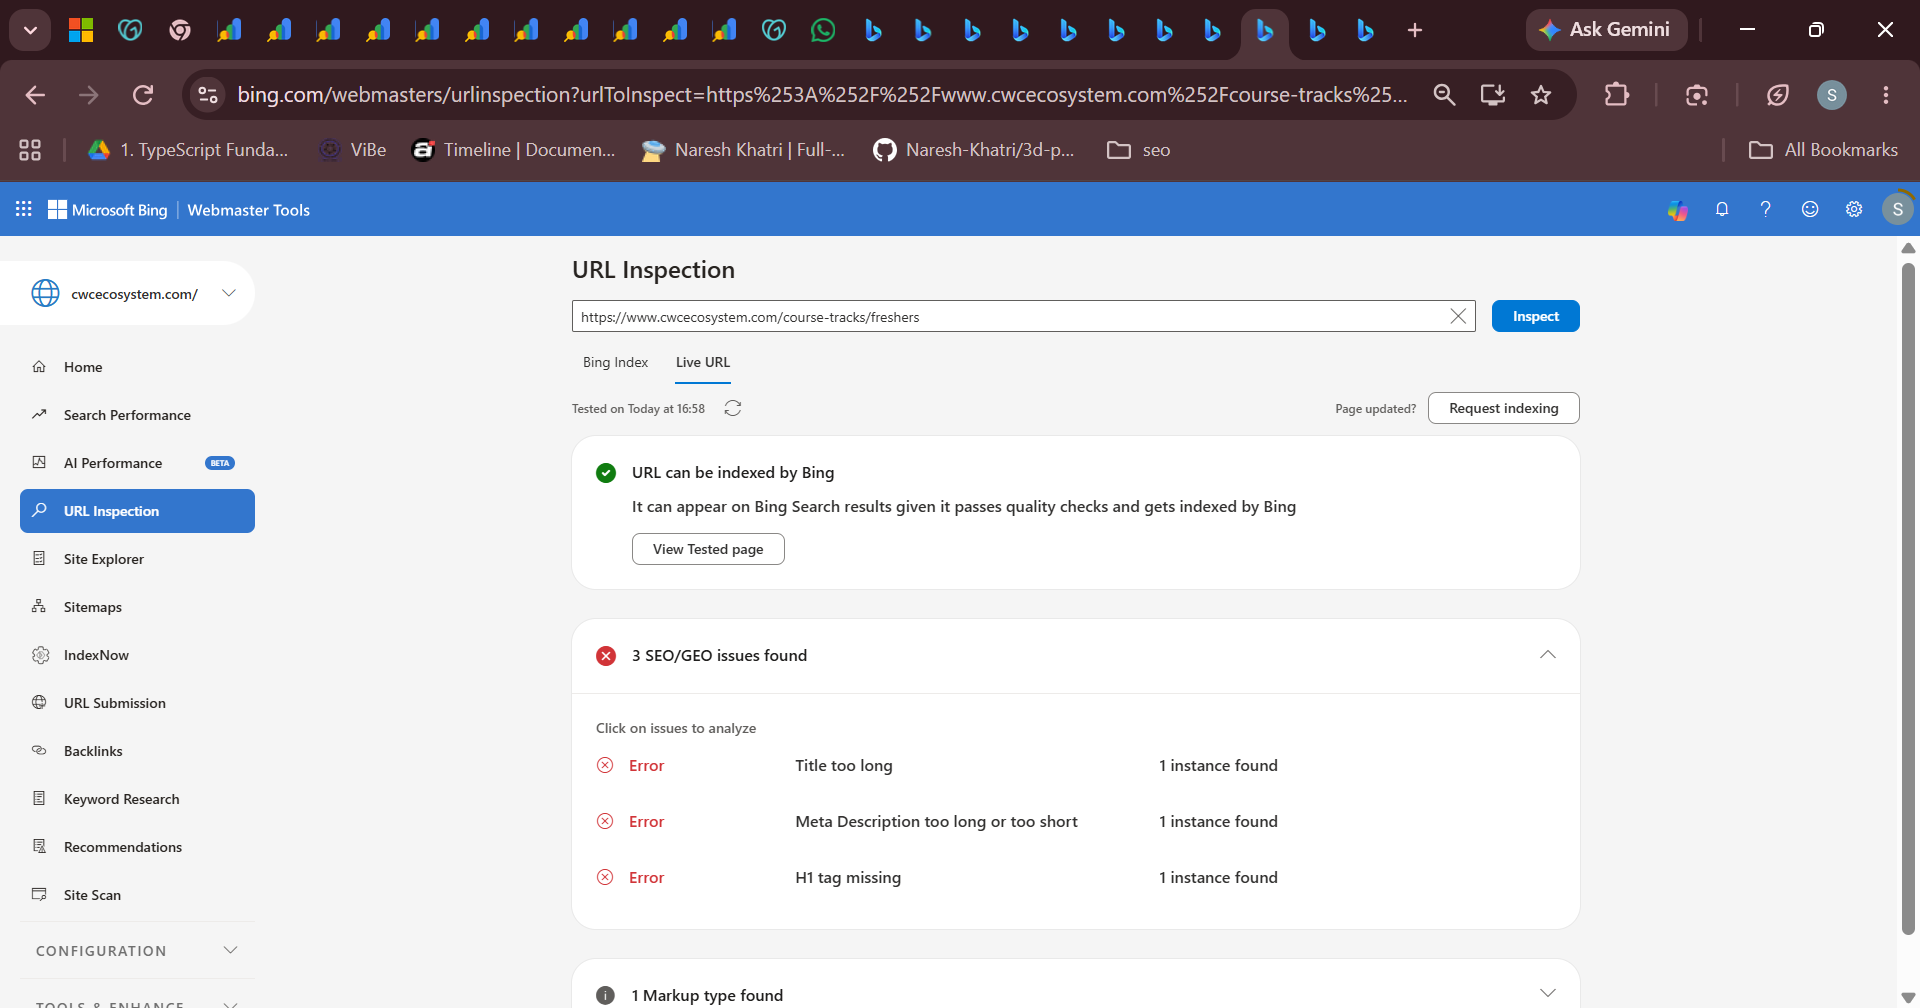 Ask Gemini
bing.com/webmasters/urlinspection?urlToInspect=https%253A%252F%252Fwww.cwcecosystem.com%252Fcourse-tracks%25...
S
1. TypeScript Funda...
ViBe
Timeline | Documen...
Naresh Khatri | Full-...
Naresh-Khatri/3d-p...
seo
All Bookmarks
Microsoft Bing
Webmaster Tools
S
cwcecosystem.com/
Home
Search Performance
AI Performance
BETA
URL Inspection
Site Explorer
Sitemaps
IndexNow
URL Submission
Backlinks
Keyword Research
Recommendations
Site Scan
CONFIGURATION
TOOLS & ENHANCE
URL Inspection
https://www.cwcecosystem.com/course-tracks/freshers
Inspect
Bing Index
Live URL
Tested on Today at 16:58
Page updated?
Request indexing
URL can be indexed by Bing
It can appear on Bing Search results given it passes quality checks and gets indexed by Bing
View Tested page
3 SEO/GEO issues found
Click on issues to analyze
Error Title too long 1 instance found
Error Meta Description too long or too short 1 instance found
Error H1 tag missing 1 instance found
1 Markup type found